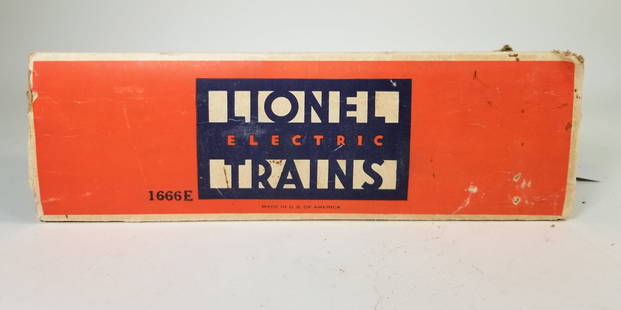 LIONEL
ELECTRIC
TRAINS
1666E
MADE IN U.S. OF AMERICA